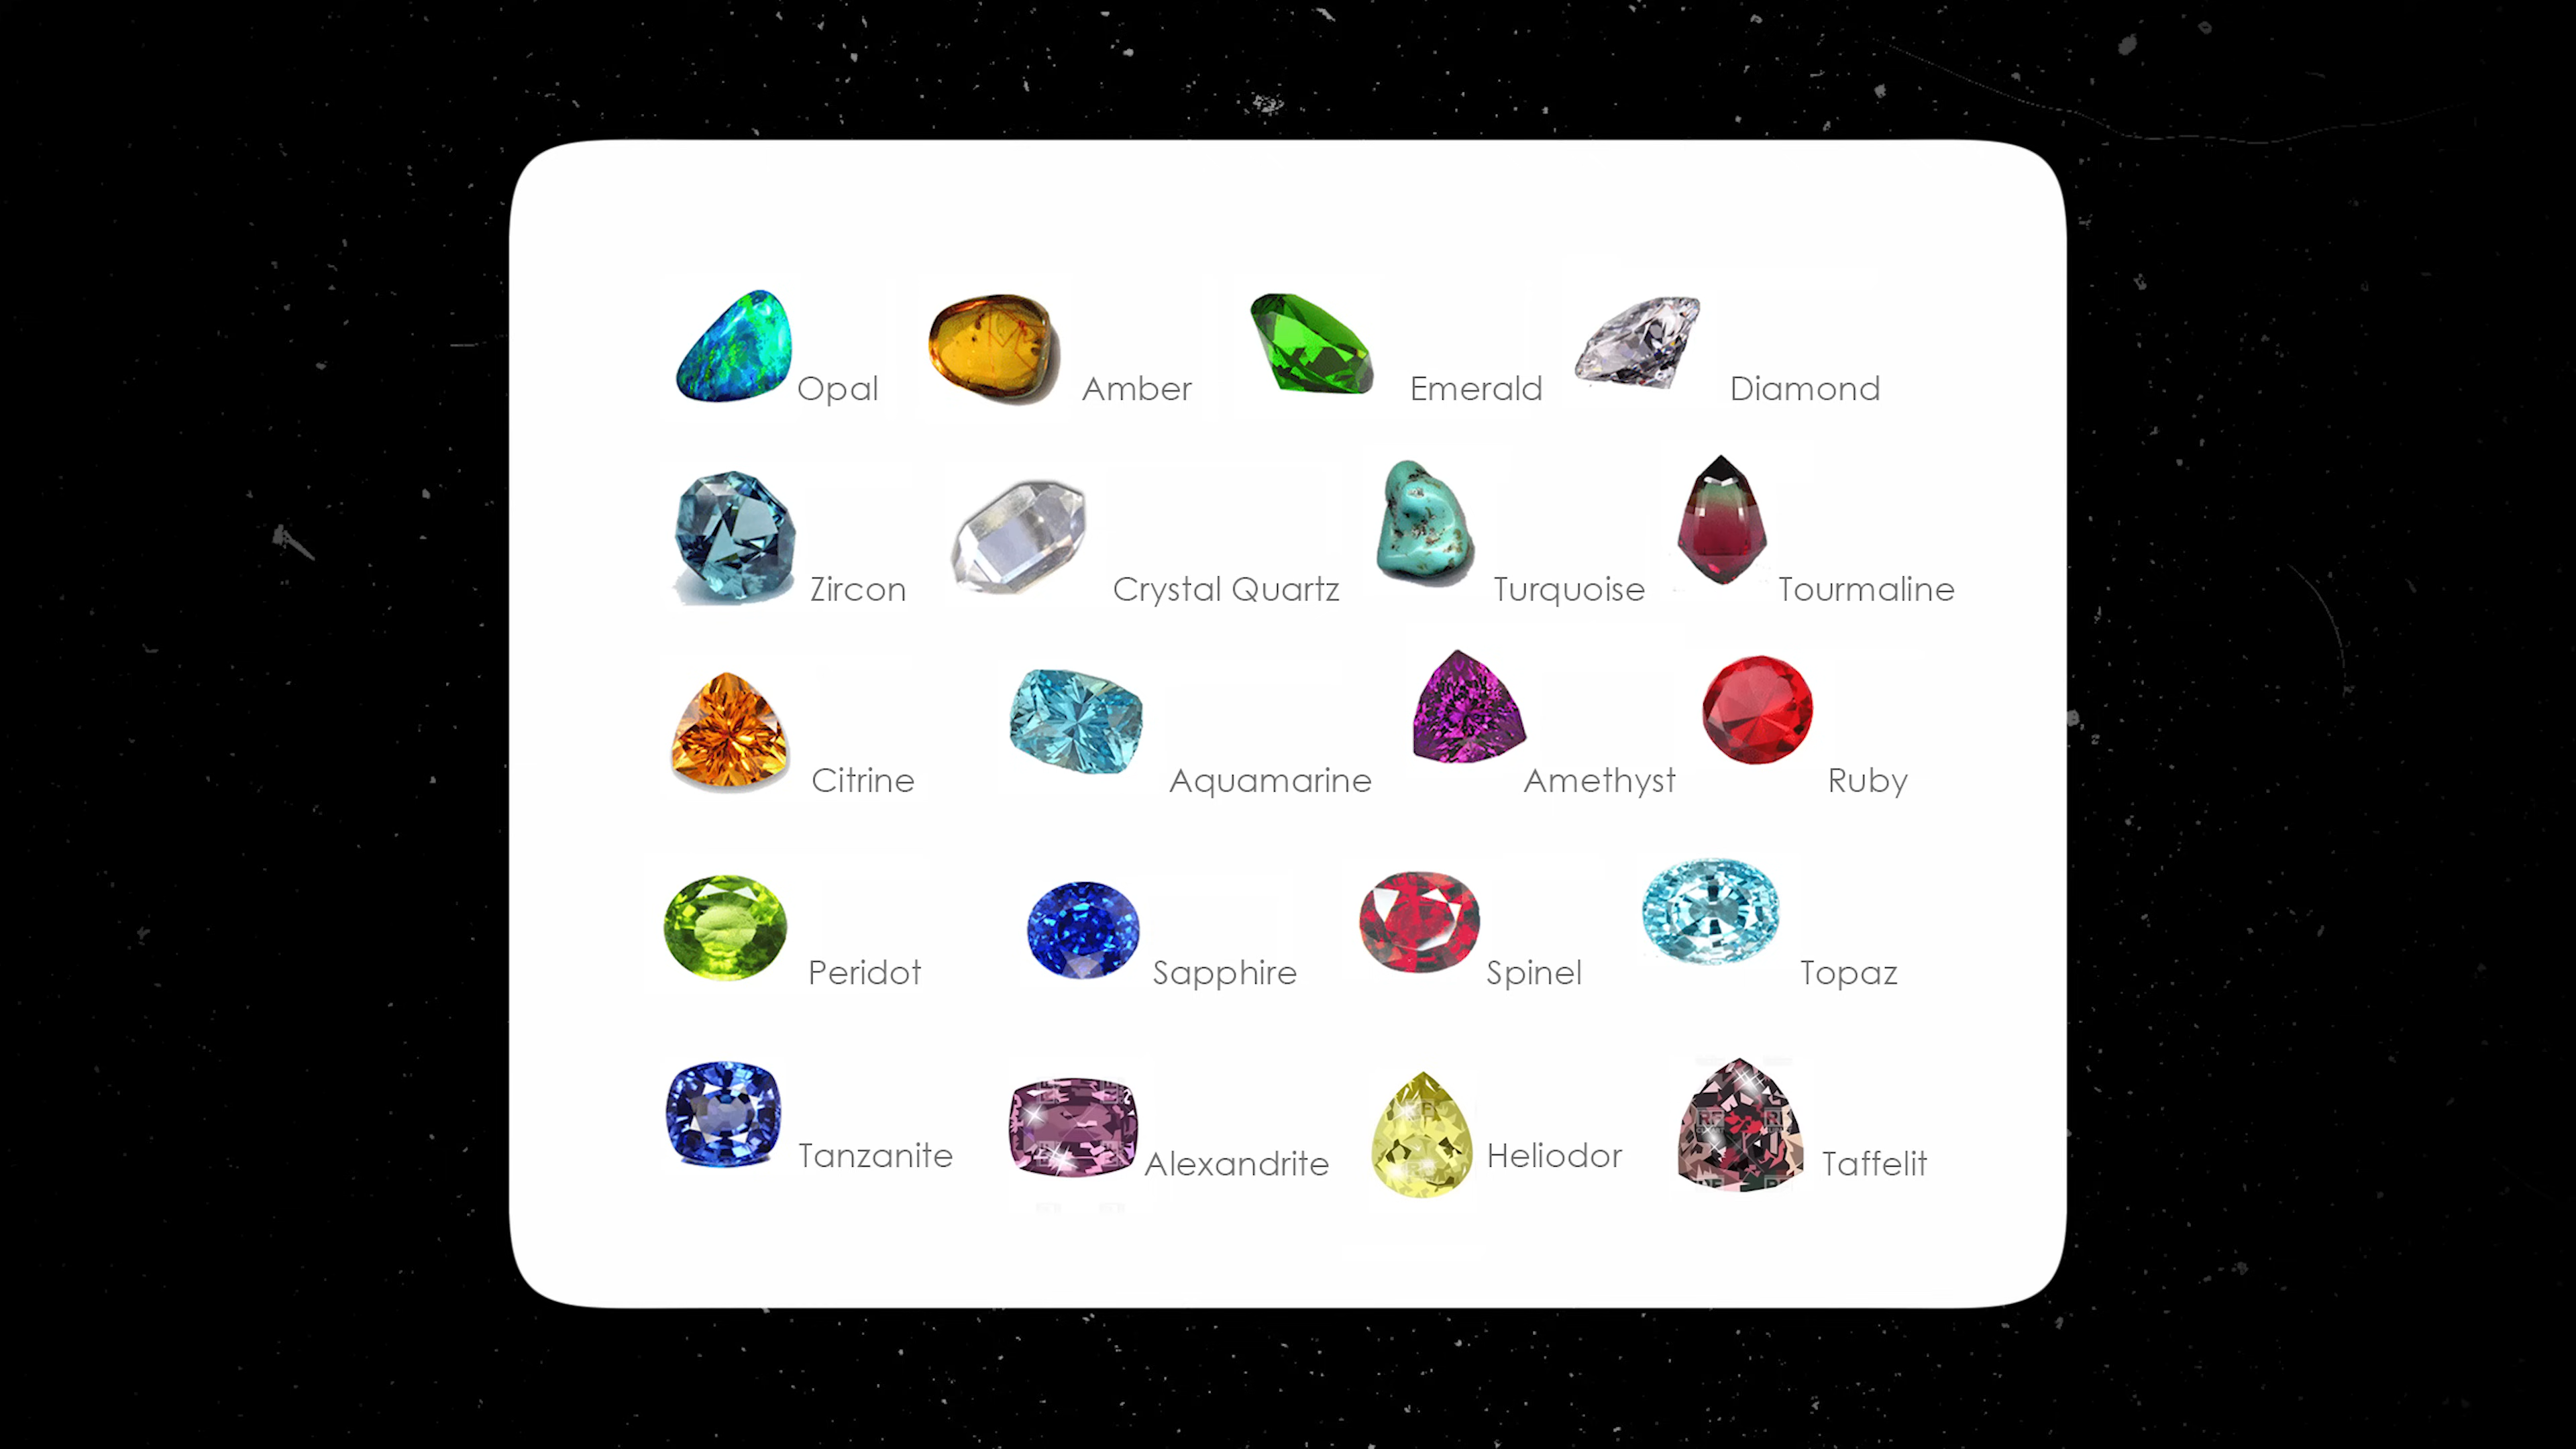 Opal Amber Emerald Diamond
Zircon Crystal Quartz Turquoise Tourmaline
Citrine Aquamarine Amethyst Ruby
Peridot Sapphire Spinel Topaz
Tanzanite Alexandrite Heliodor Taffelit